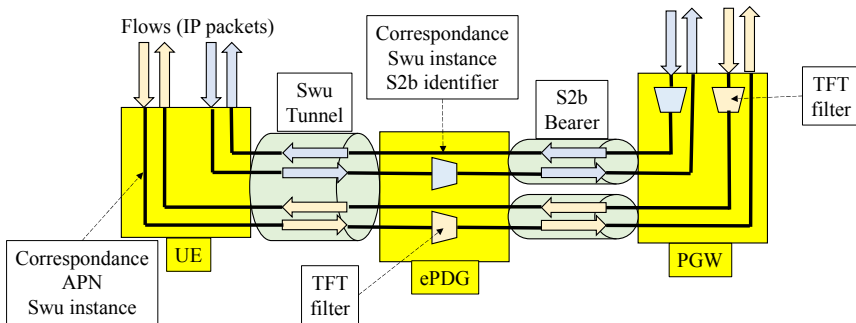 Flows (IP packets)
Correspondance
Swu instance
S2b identifier
Swu
Tunnel
S2b
Bearer
TFT
filter
Correspondance
APN
Swu instance
UE
TFT
filter
ePDG
PGW